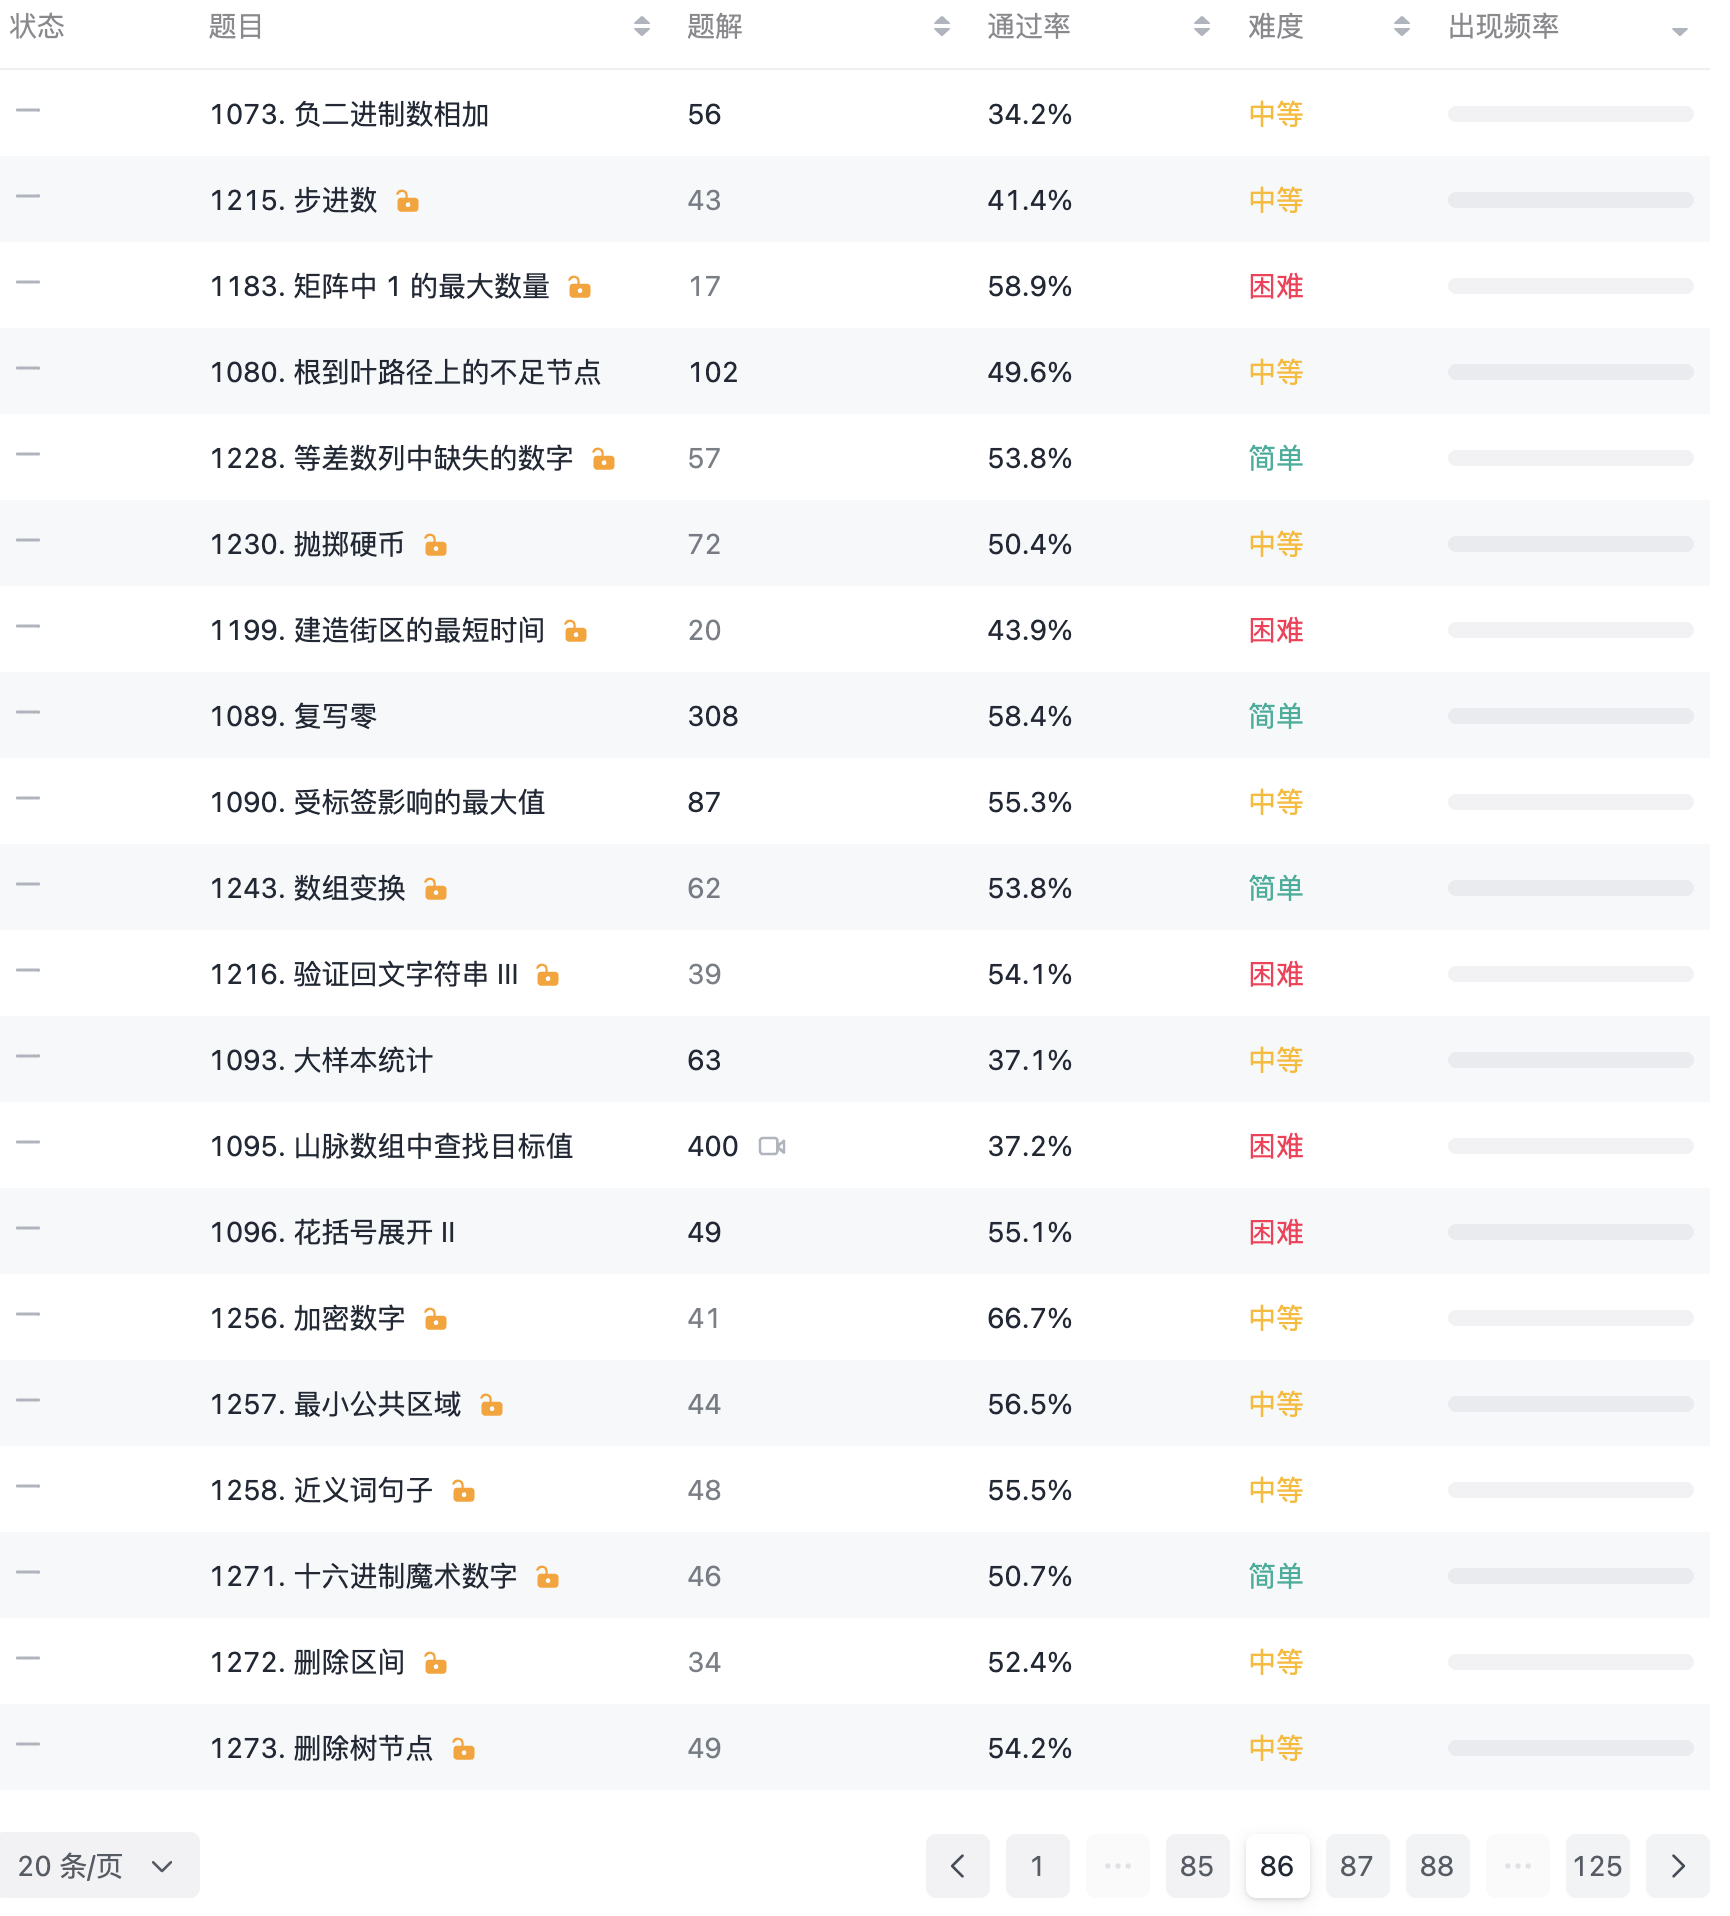 状态 题目 题解 通过率 难度 出现频率
1073. 负二进制数相加 56 34.2% 中等
1215. 步进数 43 41.4% 中等
1183. 矩阵中 1 的最大数量 17 58.9% 困难
1080. 根到叶路径上的不足节点 102 49.6% 中等
1228. 等差数列中缺失的数字 57 53.8% 简单
1230. 抛掷硬币 72 50.4% 中等
1199. 建造街区的最短时间 20 43.9% 困难
1089. 复写零 308 58.4% 简单
1090. 受标签影响的最大值 87 55.3% 中等
1243. 数组变换 62 53.8% 简单
1216. 验证回文字符串 III 39 54.1% 困难
1093. 大样本统计 63 37.1% 中等
1095. 山脉数组中查找目标值 400 37.2% 困难
1096. 花括号展开 II 49 55.1% 困难
1256. 加密数字 41 66.7% 中等
1257. 最小公共区域 44 56.5% 中等
1258. 近义词句子 48 55.5% 中等
1271. 十六进制魔术数字 46 50.7% 简单
1272. 删除区间 34 52.4% 中等
1273. 删除树节点 49 54.2% 中等
20 条/页 1 ··· 85 86 87 88 ··· 125